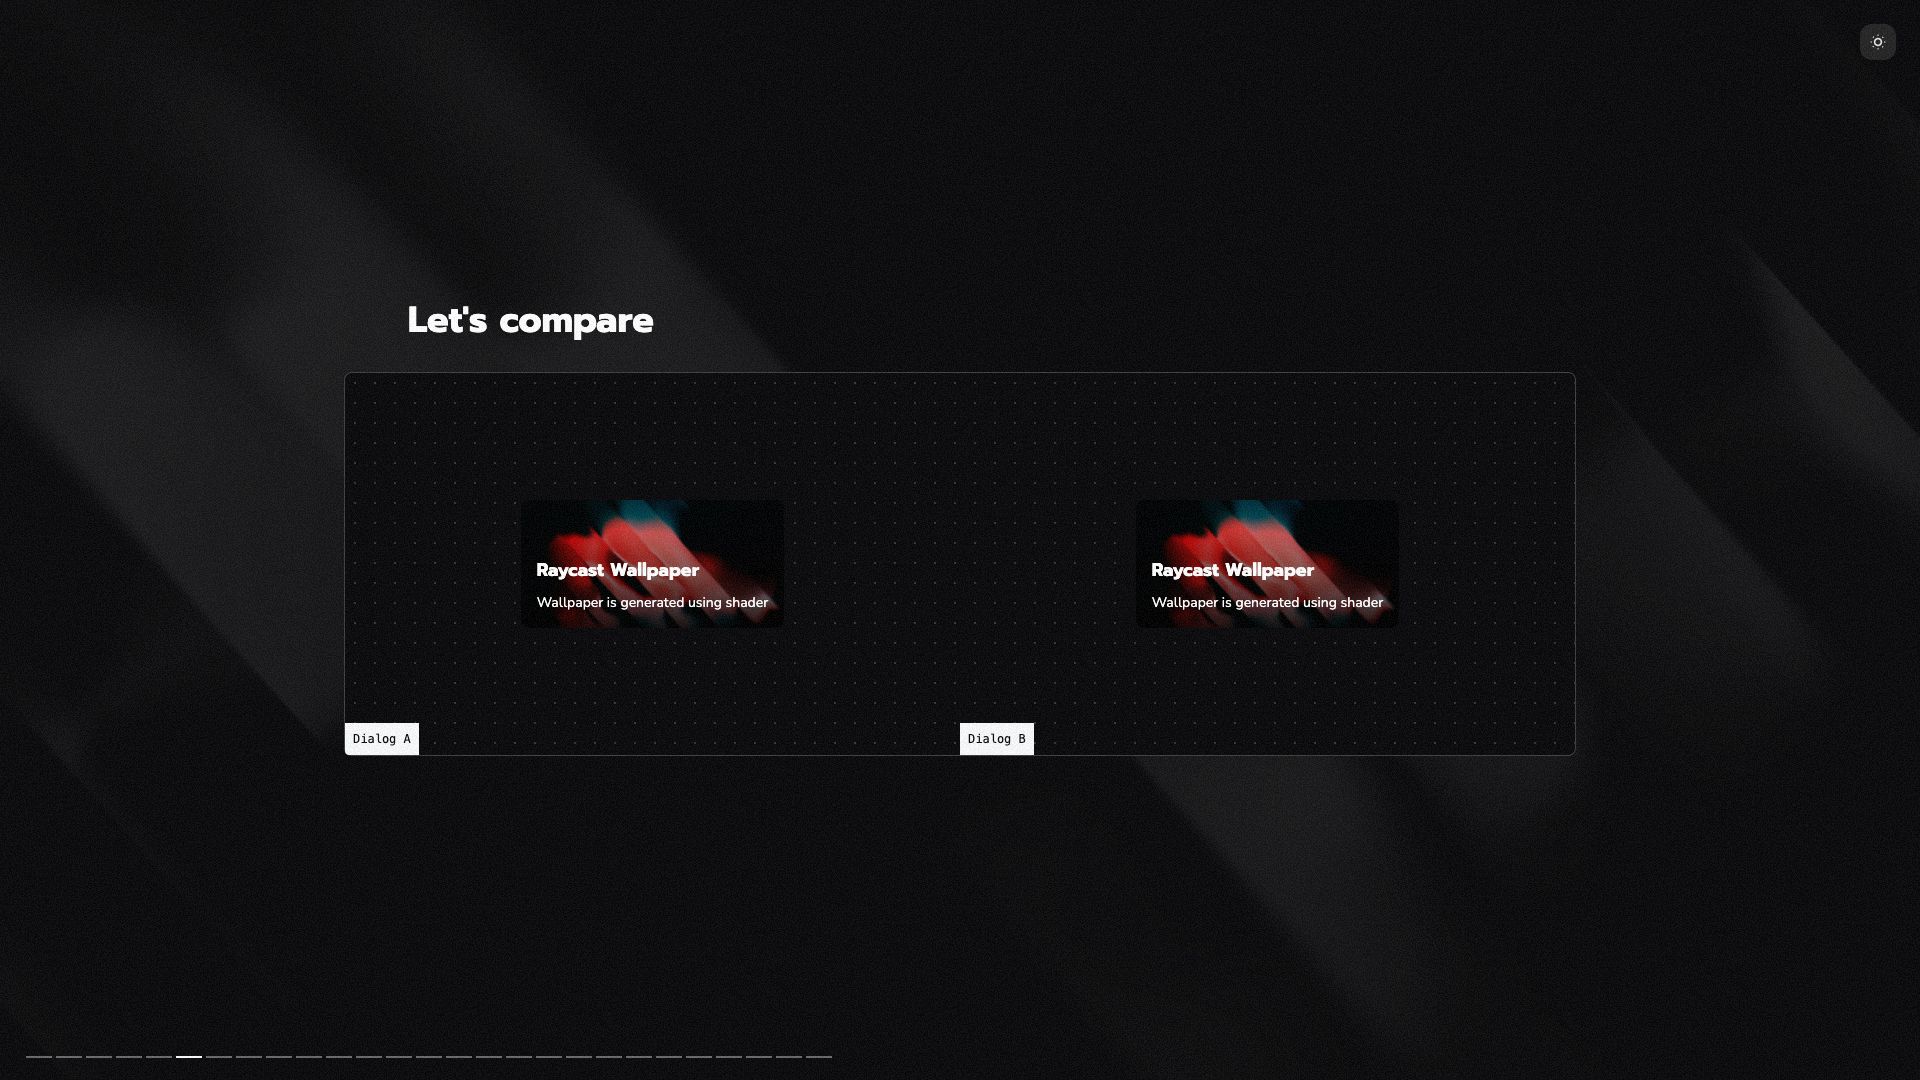 Let's compare
Raycast Wallpaper
Wallpaper is generated using shader
Raycast Wallpaper
Wallpaper is generated using shader
Dialog A
Dialog B